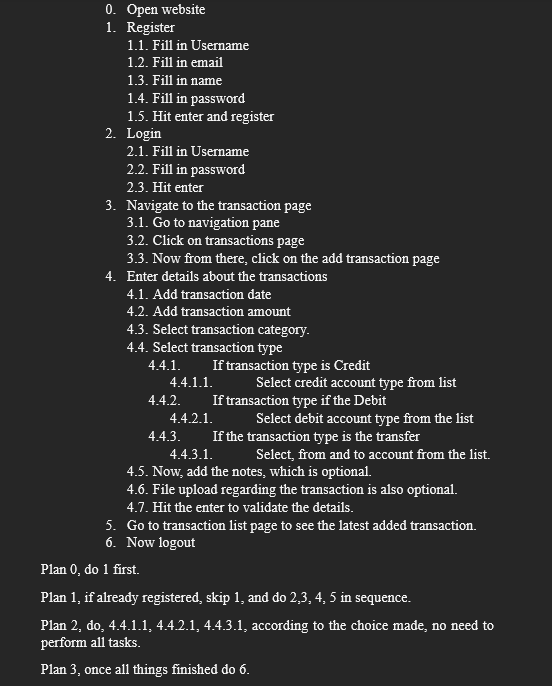 0. Open website
1. Register
1.1. Fill in Username
1.2. Fill in email
1.3. Fill in name
1.4. Fill in password
1.5. Hit enter and register
2. Login
2.1. Fill in Username
2.2. Fill in password
2.3. Hit enter
3. Navigate to the transaction page
3.1. Go to navigation pane
3.2. Click on transactions page
3.3. Now from there, click on the add transaction page
4. Enter details about the transactions
4.1. Add transaction date
4.2. Add transaction amount
4.3. Select transaction category.
4.4. Select transaction type
4.4.1. If transaction type is Credit
4.4.1.1. Select credit account type from list
4.4.2. If transaction type if the Debit
4.4.2.1. Select debit account type from the list
4.4.3. If the transaction type is the transfer
4.4.3.1. Select, from and to account from the list.
4.5. Now, add the notes, which is optional.
4.6. File upload regarding the transaction is also optional.
4.7. Hit the enter to validate the details.
5. Go to transaction list page to see the latest added transaction.
6. Now logout
Plan 0, do 1 first.
Plan 1, if already registered, skip 1, and do 2,3, 4, 5 in sequence.
Plan 2, do, 4.4.1.1, 4.4.2.1, 4.4.3.1, according to the choice made, no need to
perform all tasks.
Plan 3, once all things finished do 6.